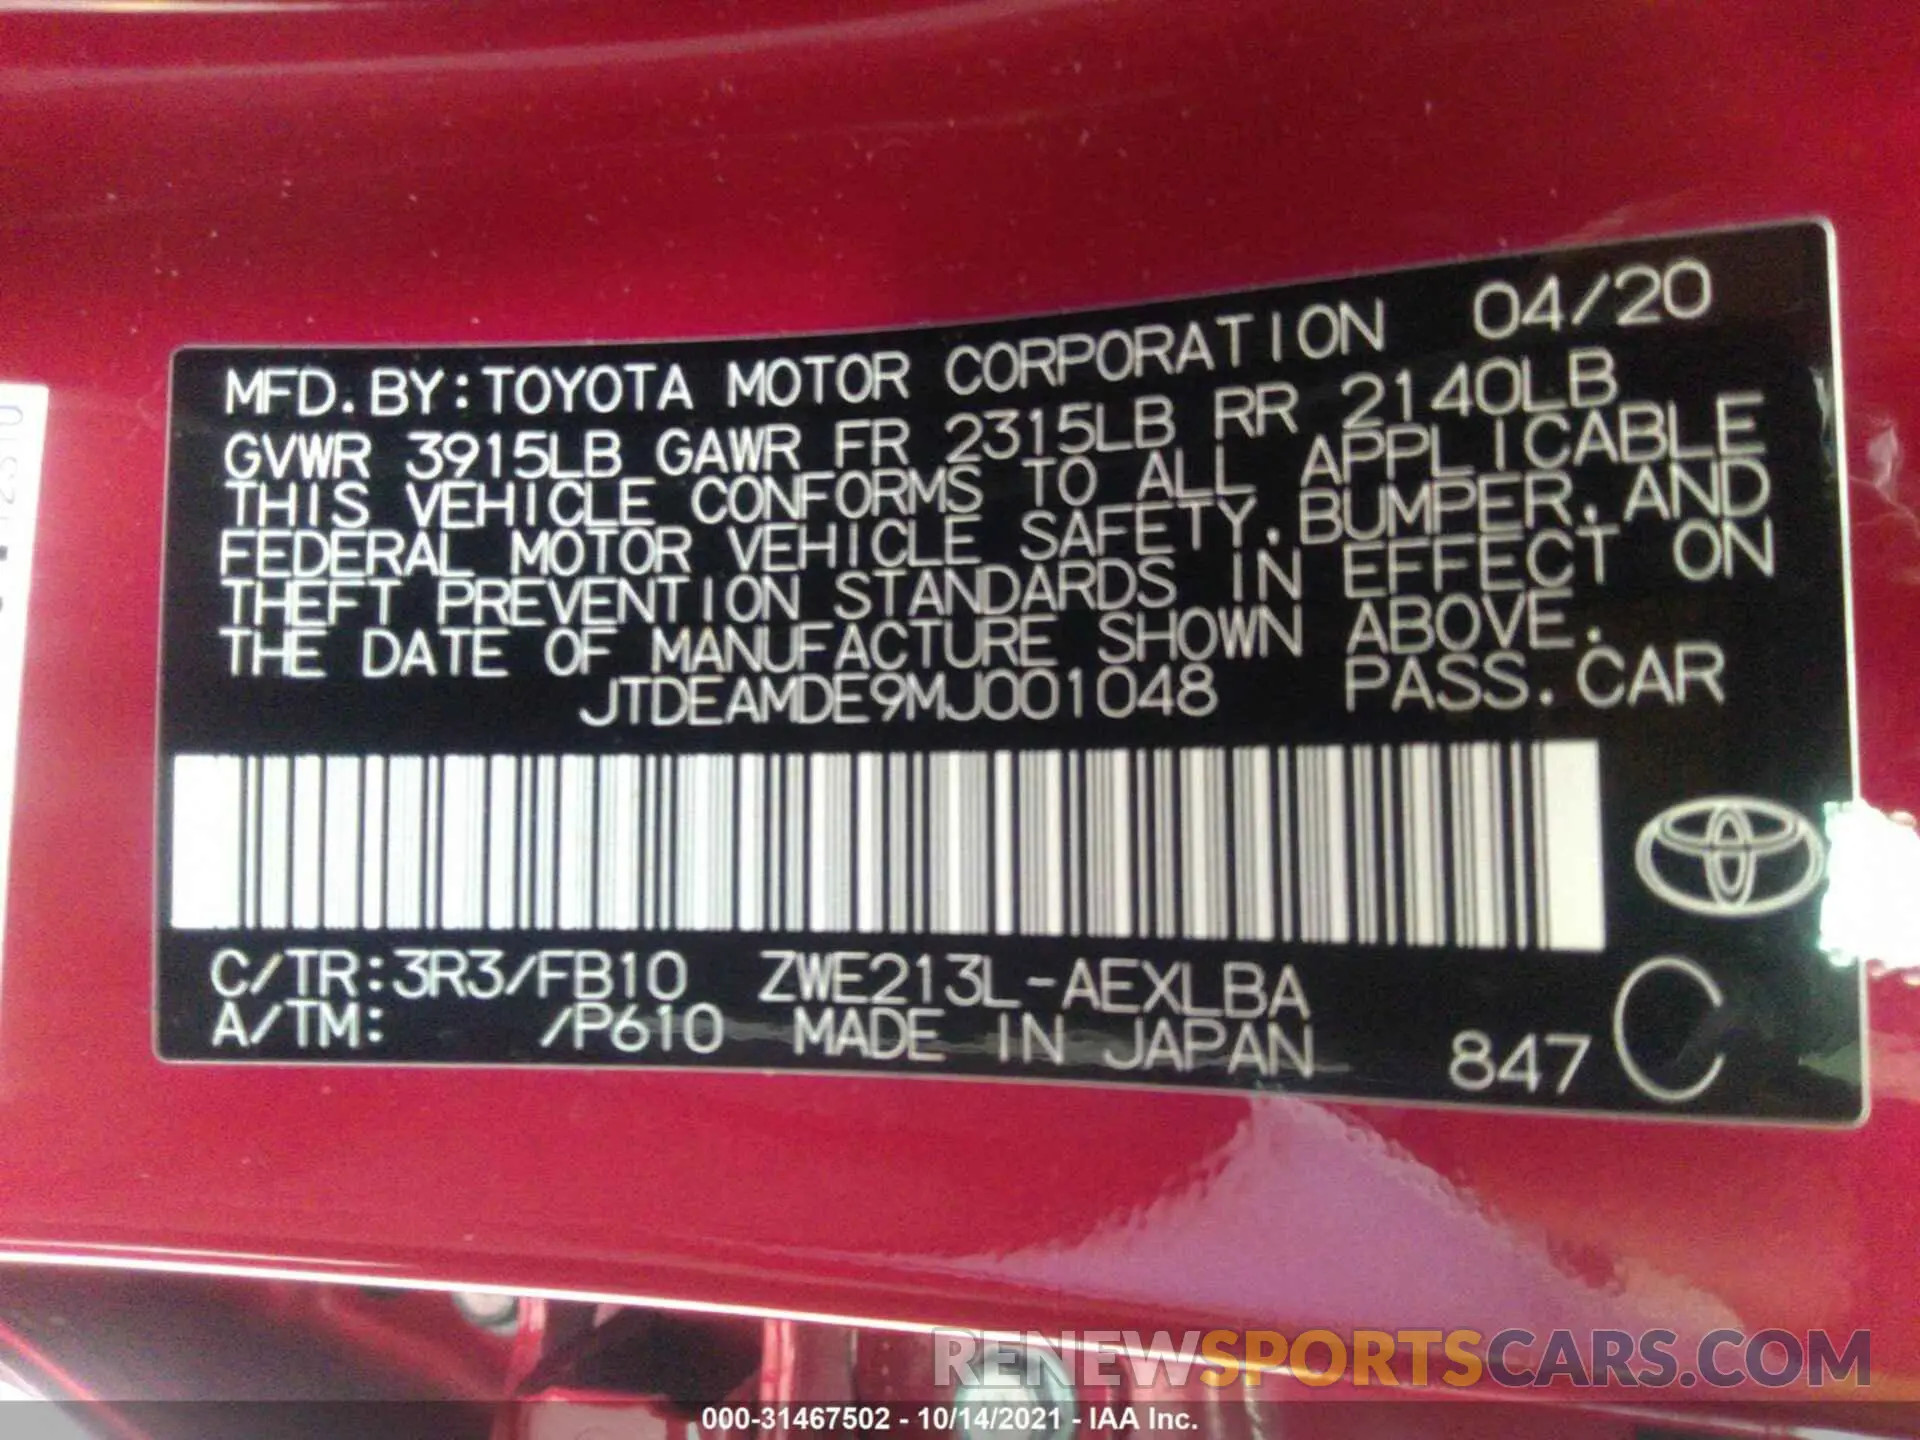 MFD.BY:TOYOTA MOTOR CORPORATION 04/20
GVWR 3915LB GAWR FR 2315LB RR 2140LB
THIS VEHICLE CONFORMS TO ALL APPLICABLE
FEDERAL MOTOR VEHICLE SAFETY,BUMPER,AND
THEFT PREVENTION STANDARDS IN EFFECT ON
THE DATE OF MANUFACTURE SHOWN ABOVE.
JTDEAMDE9MJ001048 PASS.CAR
C/TR:3R3/FB10 ZWE213L-AEXLBA
A/TM: /P610 MADE IN JAPAN 847 C
RENEWSPORTSCARS.COM
000-31467502 - 10/14/2021 - IAA Inc.